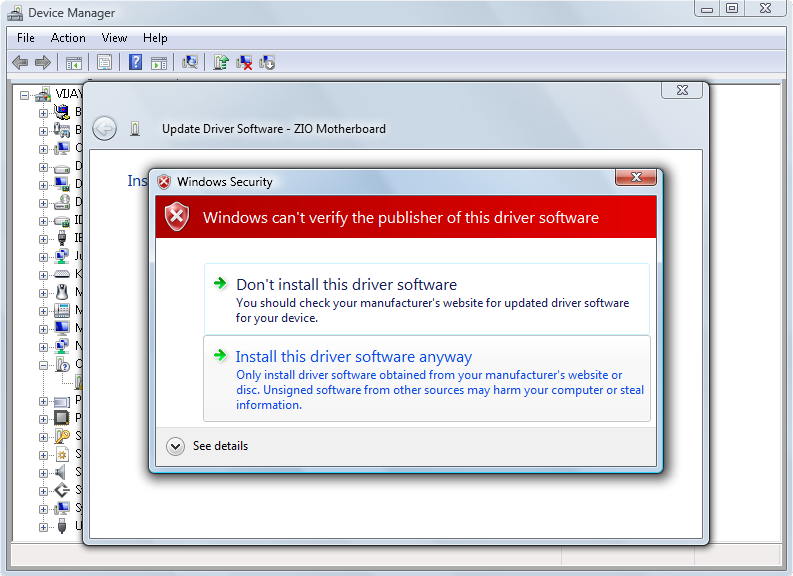 Device Manager
File Action View Help
VIJAY
Update Driver Software - ZIO Motherboard
Ins
Windows Security
Windows can't verify the publisher of this driver software
Don't install this driver software
You should check your manufacturer's website for updated driver software
for your device.
Install this driver software anyway
Only install driver software obtained from your manufacturer's website or
disc. Unsigned software from other sources may harm your computer or steal
information.
See details